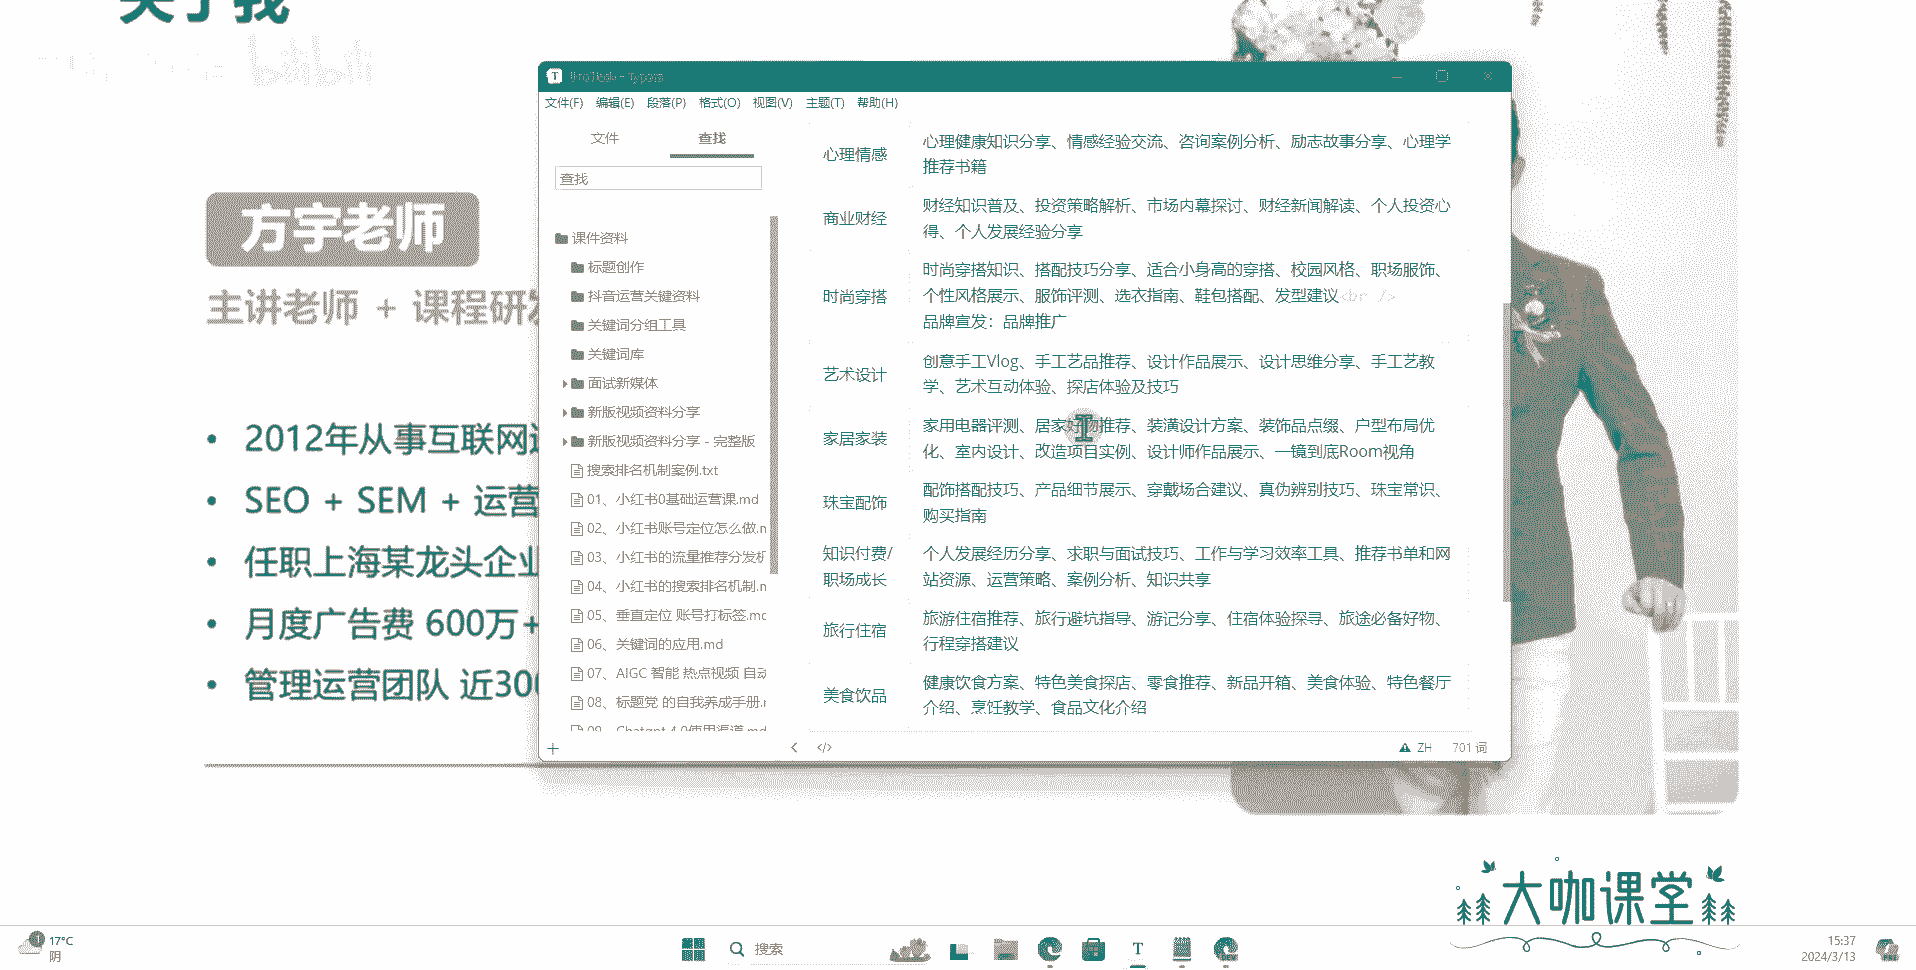 关于我
bilibili
方宇老师
主讲老师 + 课程研发
2012年从事互联网
SEO + SEM + 运营
任职上海某龙头企业
月度广告费 600万+
管理运营团队 近300
文件(F) 编辑(E) 段落(P) 格式(O) 视图(V) 主题(T) 帮助(H)
文件 查找
查找
课件资料
标题创作
抖音运营关键资料
关键词分组工具
关键词库
面试新媒体
新版视频资料分享
新版视频资料分享 - 完整版
搜索排名机制案例.txt
01、小红书0基础运营课.md
02、小红书账号定位怎么做.m
03、小红书的流量推荐分发机
04、小红书的搜索排名机制.m
05、垂直定位 账号打标签.mc
06、关键词的应用.md
07、AIGC 智能 热点视频 自动
08、标题党 的自我养成手册.r
09、Chatgpt 4.0使用渠道.md
心理情感
心理健康知识分享、情感经验交流、咨询案例分析、励志故事分享、心理学
推荐书籍
商业财经
财经知识普及、投资策略解析、市场内幕探讨、财经新闻解读、个人投资心
得、个人发展经验分享
时尚穿搭
时尚穿搭知识、搭配技巧分享、适合小身高的穿搭、校园风格、职场服饰、
个性风格展示、服饰评测、选衣指南、鞋包搭配、发型建议<br />
品牌宣发：品牌推广
艺术设计
创意手工Vlog、手工艺品推荐、设计作品展示、设计思维分享、手工艺教
学、艺术互动体验、探店体验及技巧
家居家装
家用电器评测、居家好物推荐、装潢设计方案、装饰品点缀、户型布局优
化、室内设计、改造项目实例、设计师作品展示、一镜到底Room视角
珠宝配饰
配饰搭配技巧、产品细节展示、穿戴场合建议、真伪辨别技巧、珠宝常识、
购买指南
知识付费/
职场成长
个人发展经历分享、求职与面试技巧、工作与学习效率工具、推荐书单和网
站资源、运营策略、案例分析、知识共享
旅行住宿
旅游住宿推荐、旅行避坑指导、游记分享、住宿体验探寻、旅途必备好物、
行程穿搭建议
美食饮品
健康饮食方案、特色美食探店、零食推荐、新品开箱、美食体验、特色餐厅
介绍、烹饪教学、食品文化介绍
ZH 701 词
大咖课堂
17°C
阴
搜索
15:37
2024/3/13